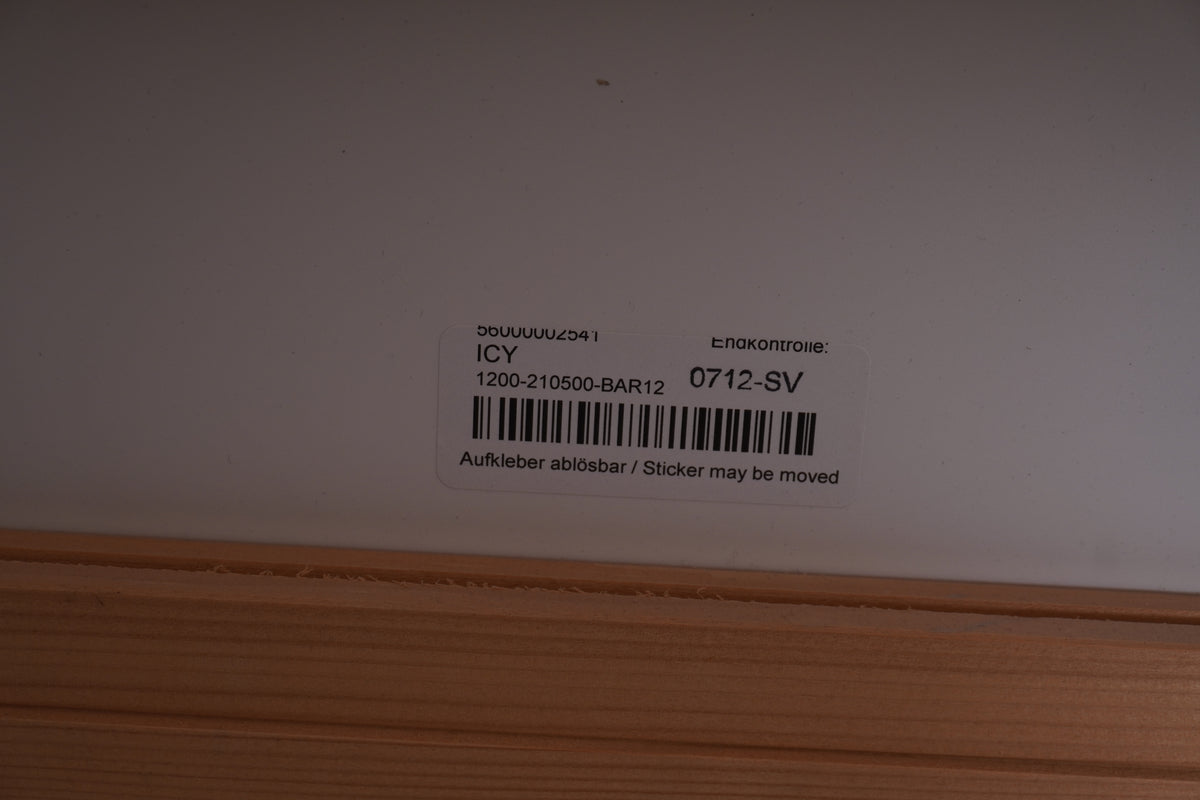 56000002541 Endkontrolle:
ICY
1200-210500-BAR12 0712-SV
Aufkleber ablösbar / Sticker may be moved